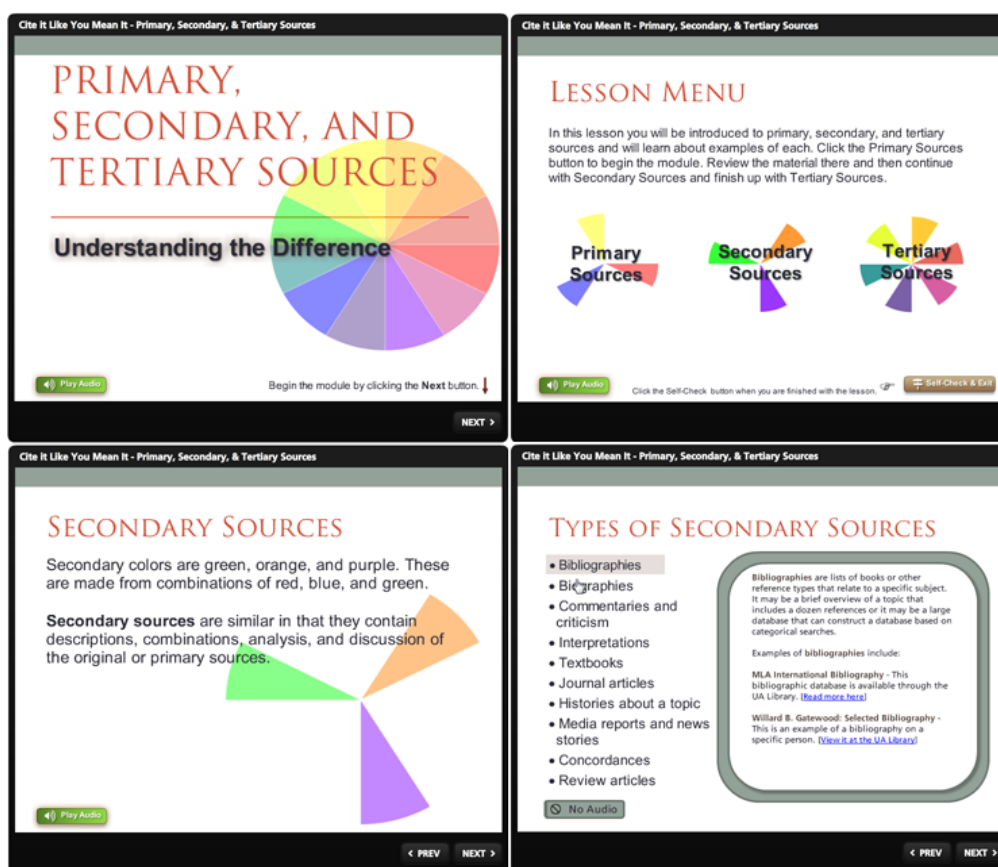 Cite It Like You Mean It - Primary, Secondary, & Tertiary Sources
PRIMARY,
SECONDARY, AND
TERTIARY SOURCES
Understanding the Difference
Play Audio
Begin the module by clicking the Next button.
NEXT >
Cite It Like You Mean It - Primary, Secondary, & Tertiary Sources
LESSON MENU
In this lesson you will be introduced to primary, secondary, and tertiary
sources and will learn about examples of each. Click the Primary Sources
button to begin the module. Review the material there and then continue
with Secondary Sources and finish up with Tertiary Sources.
Primary
Sources
Secondary
Sources
Tertiary
Sources
Play Audio
Click the Self-Check button when you are finished with the lesson.
Self-Check & Exit
Cite It Like You Mean It - Primary, Secondary, & Tertiary Sources
SECONDARY SOURCES
Secondary colors are green, orange, and purple. These
are made from combinations of red, blue, and green.
Secondary sources are similar in that they contain
descriptions, combinations, analysis, and discussion of
the original or primary sources.
Play Audio
< PREV
NEXT >
Cite It Like You Mean It - Primary, Secondary, & Tertiary Sources
TYPES OF SECONDARY SOURCES
• Bibliographies
• Biographies
• Commentaries and
criticism
• Interpretations
• Textbooks
• Journal articles
• Histories about a topic
• Media reports and news
stories
• Concordances
• Review articles
No Audio
Bibliographies are lists of books or other
reference types that relate to a specific subject.
It may be a brief overview of a topic that
includes a dozen references or it may be a large
database that can construct a database based on
categorical searches.
Examples of bibliographies include:
MLA International Bibliography - This
bibliographic database is available through the
UA Library. [Read more here]
Willard B. Gatewood: Selected Bibliography -
This is an example of a bibliography on a
specific person. [View it at the UA Library]
< PREV
NEXT >